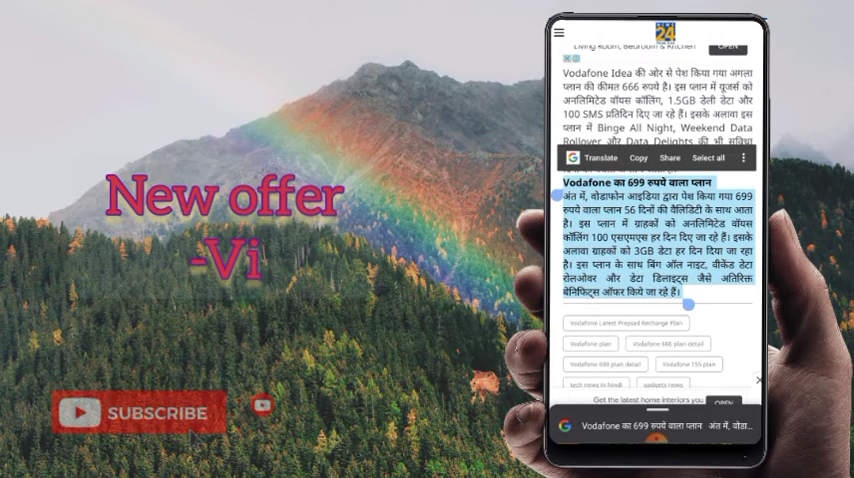 New offer
-Vi
SUBSCRIBE
NEWS
24
Living Room, Bedroom & Kitchen
OPEN
Vodafone Idea की ओर से पेश किया गया अगला
प्लान की कीमत 666 रुपये है। इस प्लान में यूजर्स को
अनलिमिटेड वॉयस कॉलिंग, 1.5GB डेली डेटा और
100 SMS प्रतिदिन दिए जा रहे हैं। इसके अलावा इस
प्लान में Binge All Night, Weekend Data
Rollover और Data Delights की भी सुविधा
Translate Copy Share Select all
Vodafone का 699 रुपये वाला प्लान
अंत में, वोडाफोन आइडिया द्वारा पेश किया गया 699
रुपये वाला प्लान 56 दिनों की वैलिडिटी के साथ आता
है। इस प्लान में ग्राहकों को अनलिमिटेड वॉयस
कॉलिंग 100 एसएमएस हर दिन दिए जा रहे हैं। इसके
अलावा ग्राहकों को 3GB डेटा हर दिन दिया जा रहा
है। इस प्लान के साथ बिंग ऑल नाइट, वीकेंड डेटा
रोलओवर और डेटा डिलाइट्स जैसे अतिरिक्त
बेनिफिट्स ऑफर किये जा रहे हैं।
Vodafone Latest Prepaid Recharge Plan
Vodafone plan Vodafone 666 plan detail
Vodafone 699 plan detail Vodafone 155 plan
tech news in hindi gadgets news
Get the latest home interiors you
OPEN
Vodafone का 699 रुपये वाला प्लान अंत में, वोडा...